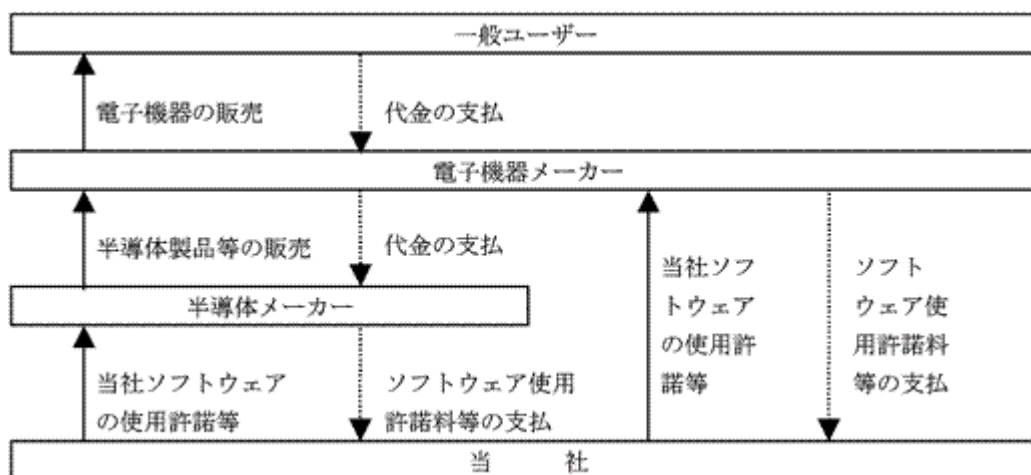 一般ユーザー
電子機器の販売
代金の支払
電子機器メーカー
半導体製品等の販売
代金の支払
当社ソフ
トウェア
の使用許
諾等
ソフト
ウェア使
用許諾料
等の支払
半導体メーカー
当社ソフトウェア
の使用許諾等
ソフトウェア使用
許諾料等の支払
当　　社